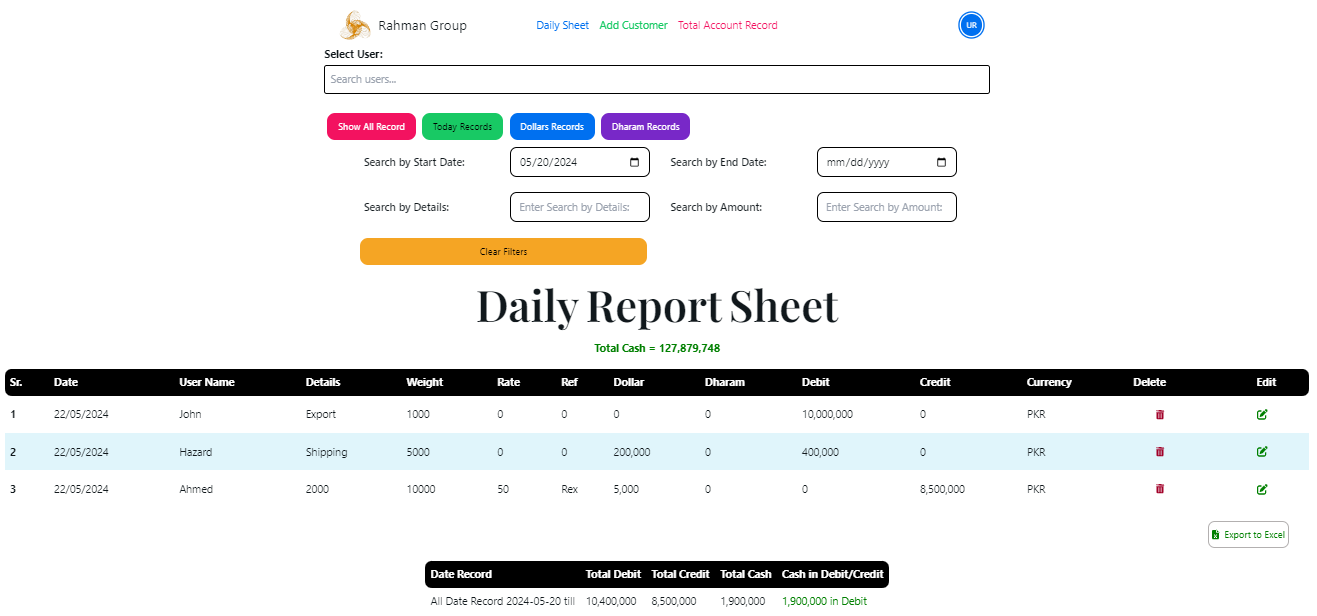 Rahman Group Daily Sheet Add Customer Total Account Record UR
Select User:
Search users...
Show All Record Today Records Dollars Records Dharam Records
Search by Start Date: 05/20/2024 Search by End Date: mm/dd/yyyy
Search by Details: Enter Search by Details: Search by Amount: Enter Search by Amount:
Clear Filters
Daily Report Sheet
Total Cash = 127,879,748
Sr. Date User Name Details Weight Rate Ref Dollar Dharam Debit Credit Currency Delete Edit
1 22/05/2024 John Export 1000 0 0 0 0 10,000,000 0 PKR
2 22/05/2024 Hazard Shipping 5000 0 0 200,000 0 400,000 0 PKR
3 22/05/2024 Ahmed 2000 10000 50 Rex 5,000 0 0 8,500,000 PKR
Export to Excel
Date Record Total Debit Total Credit Total Cash Cash in Debit/Credit
All Date Record 2024-05-20 till 10,400,000 8,500,000 1,900,000 1,900,000 in Debit